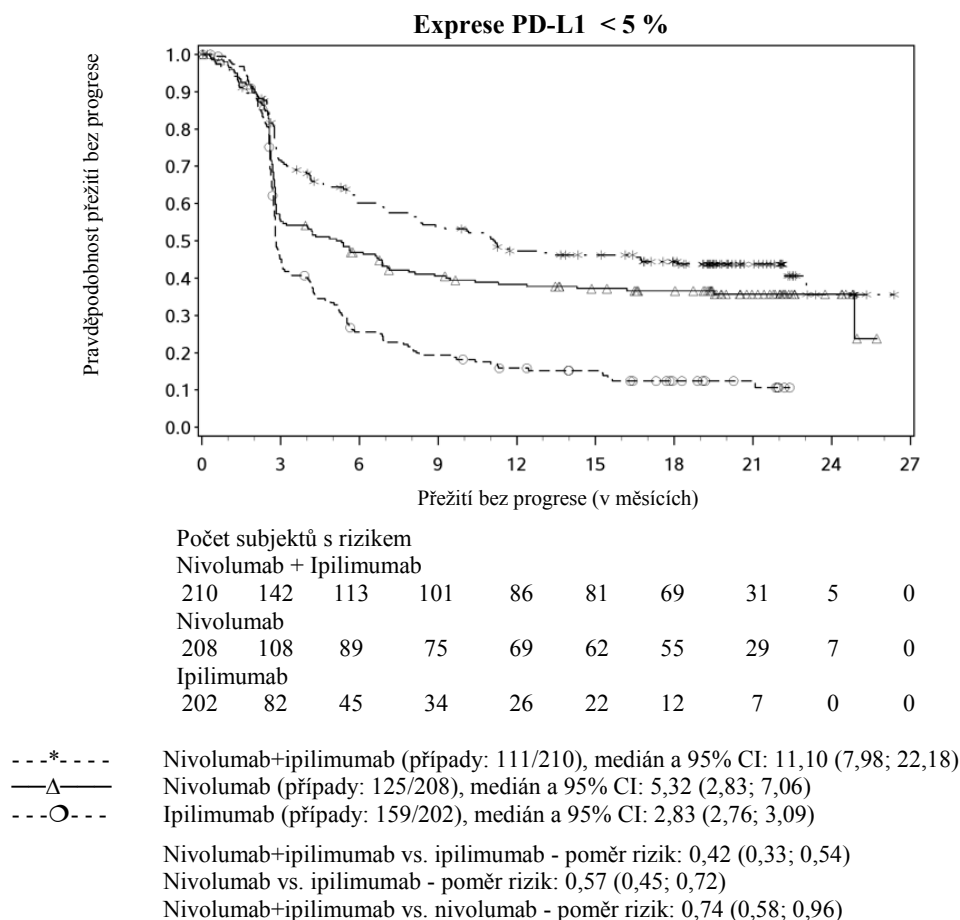 Exprese PD-L1 < 5 %
Pravděpodobnost přežití bez progrese
1.0
0.9
0.8
0.7
0.6
0.5
0.4
0.3
0.2
0.1
0.0
0 3 6 9 12 15 18 21 24 27
Přežití bez progrese (v měsících)
Počet subjektů s rizikem
Nivolumab + Ipilimumab
210 142 113 101 86 81 69 31 5 0
Nivolumab
208 108 89 75 69 62 55 29 7 0
Ipilimumab
202 82 45 34 26 22 12 7 0 0
- - -*- - - - Nivolumab+ipilimumab (případy: 111/210), medián a 95% CI: 11,10 (7,98; 22,18)
——Δ—— Nivolumab (případy: 125/208), medián a 95% CI: 5,32 (2,83; 7,06)
- - -O- - - Ipilimumab (případy: 159/202), medián a 95% CI: 2,83 (2,76; 3,09)
Nivolumab+ipilimumab vs. ipilimumab - poměr rizik: 0,42 (0,33; 0,54)
Nivolumab vs. ipilimumab - poměr rizik: 0,57 (0,45; 0,72)
Nivolumab+ipilimumab vs. nivolumab - poměr rizik: 0,74 (0,58; 0,96)